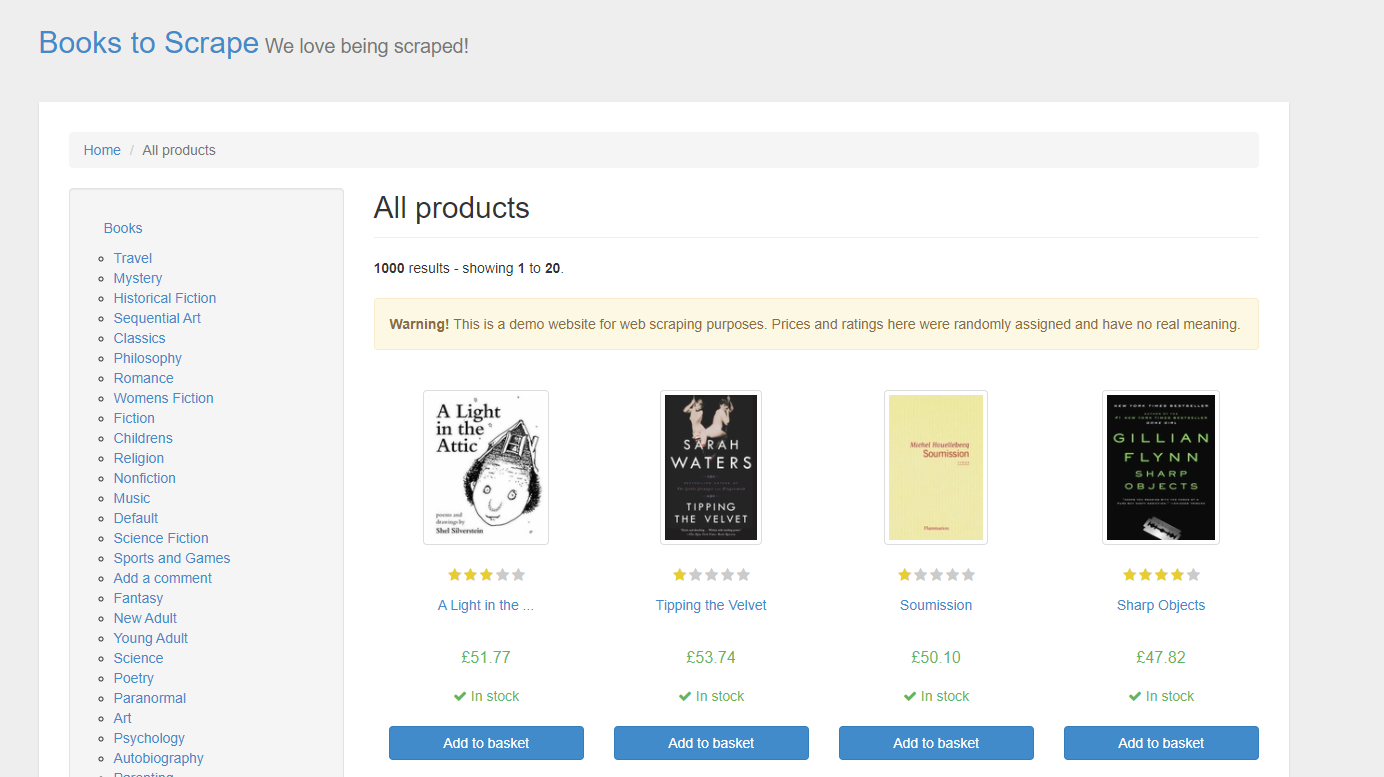 Books to Scrape We love being scraped!
Home / All products
Books
Travel
Mystery
Historical Fiction
Sequential Art
Classics
Philosophy
Romance
Womens Fiction
Fiction
Childrens
Religion
Nonfiction
Music
Default
Science Fiction
Sports and Games
Add a comment
Fantasy
New Adult
Young Adult
Science
Poetry
Paranormal
Art
Psychology
Autobiography
Parenting
All products
1000 results - showing 1 to 20.
Warning! This is a demo website for web scraping purposes. Prices and ratings here were randomly assigned and have no real meaning.
A Light
in the
Attic
poems and
drawings by
Shel Silverstein
A Light in the ...
£51.77
In stock
Add to basket
SARAH
WATERS
TIPPING
THE VELVET
Tipping the Velvet
£53.74
In stock
Add to basket
Michel Houellebecq
Soumission
Flammarion
Soumission
£50.10
In stock
Add to basket
NEW YORK TIMES BESTSELLER
GONE GIRL
GILLIAN
FLYNN
SHARP
OBJECTS
Sharp Objects
£47.82
In stock
Add to basket